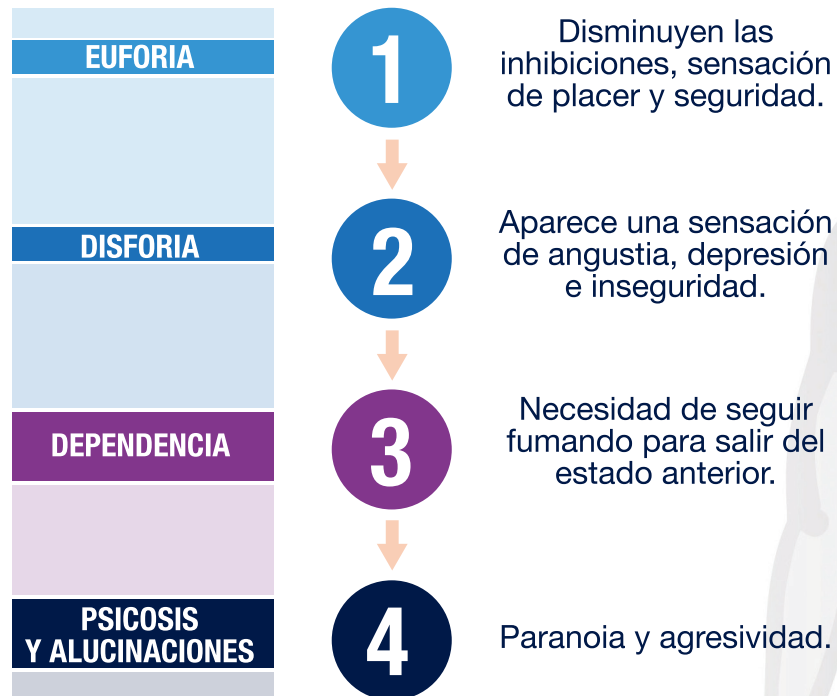 EUFORIA
1
Disminuyen las
inhibiciones, sensación
de placer y seguridad.
DISFORIA
2
Aparece una sensación
de angustia, depresión
e inseguridad.
DEPENDENCIA
3
Necesidad de seguir
fumando para salir del
estado anterior.
PSICOSIS
Y ALUCINACIONES
4
Paranoia y agresividad.